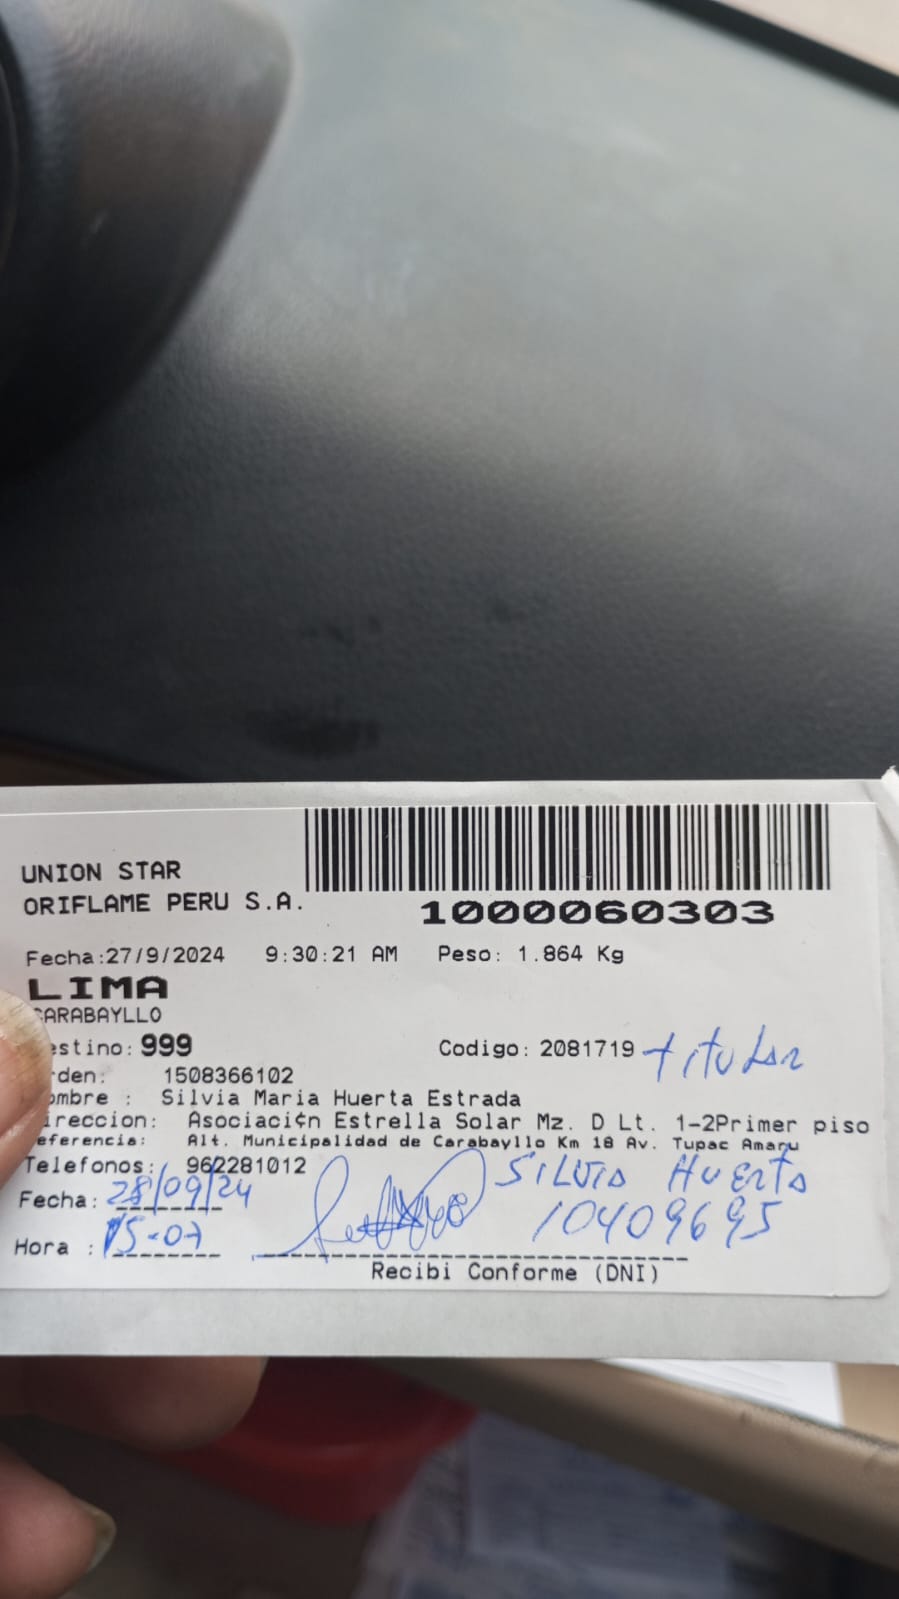 UNION STAR
ORIFLAME PERU S.A.
1000060303
Fecha:27/9/2024 9:30:21 AM Peso: 1.864 Kg
LIMA
CARABAYLLO
estino: 999 Codigo: 2081719 titular
rden: 1508366102
ombre : Silvia Maria Huerta Estrada
ireccion: Asociaci¢n Estrella Solar Mz. D Lt. 1-2Primer piso
eferencia: Alt. Municipalidad de Carabayllo Km 18 Av. Tupac Amaru
Telefonos: 962281012
SILVIA Huerta
Fecha: 28/09/24
10409695
Hora : 15-07
Recibi Conforme (DNI)